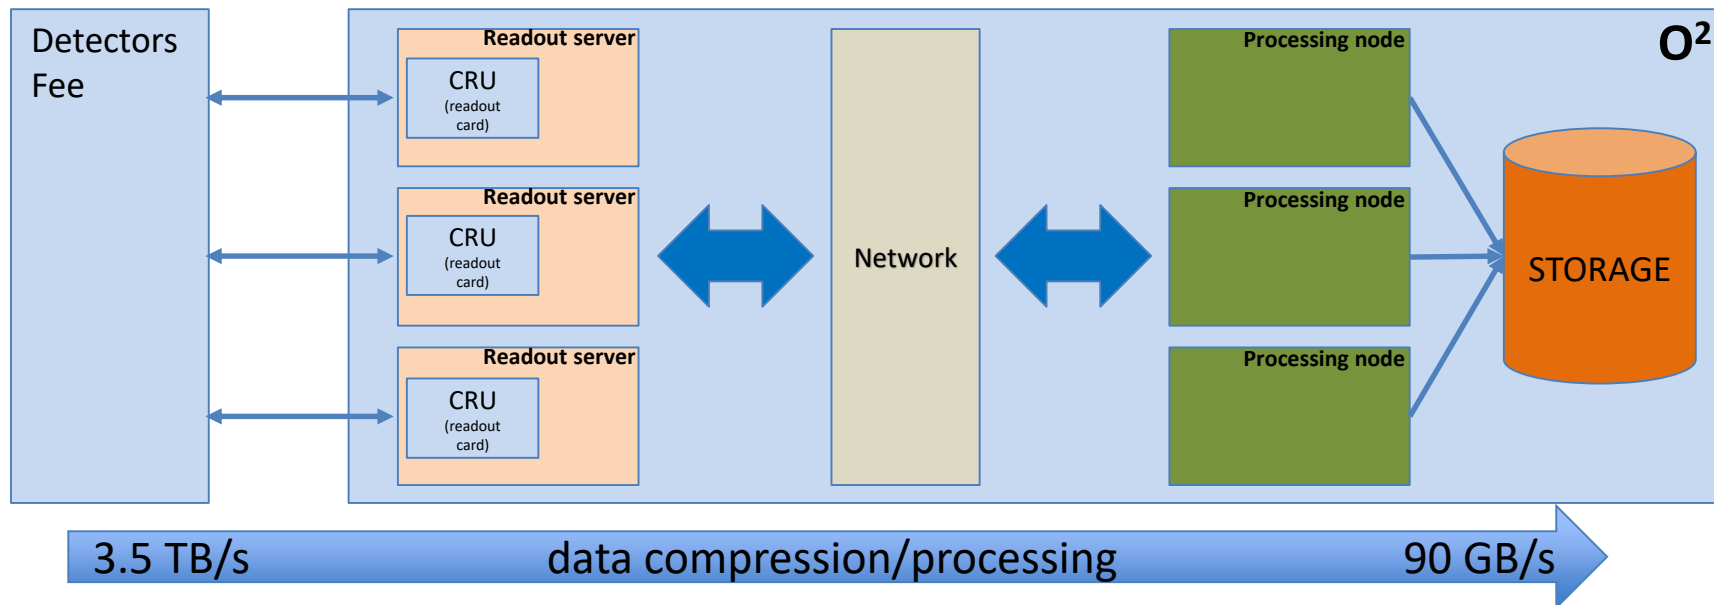 Detectors
Fee
Readout server
CRU
(readout
card)
Readout server
CRU
(readout
card)
Readout server
CRU
(readout
card)
Network
Processing node
Processing node
Processing node
O²
STORAGE
3.5 TB/s
data compression/processing
90 GB/s